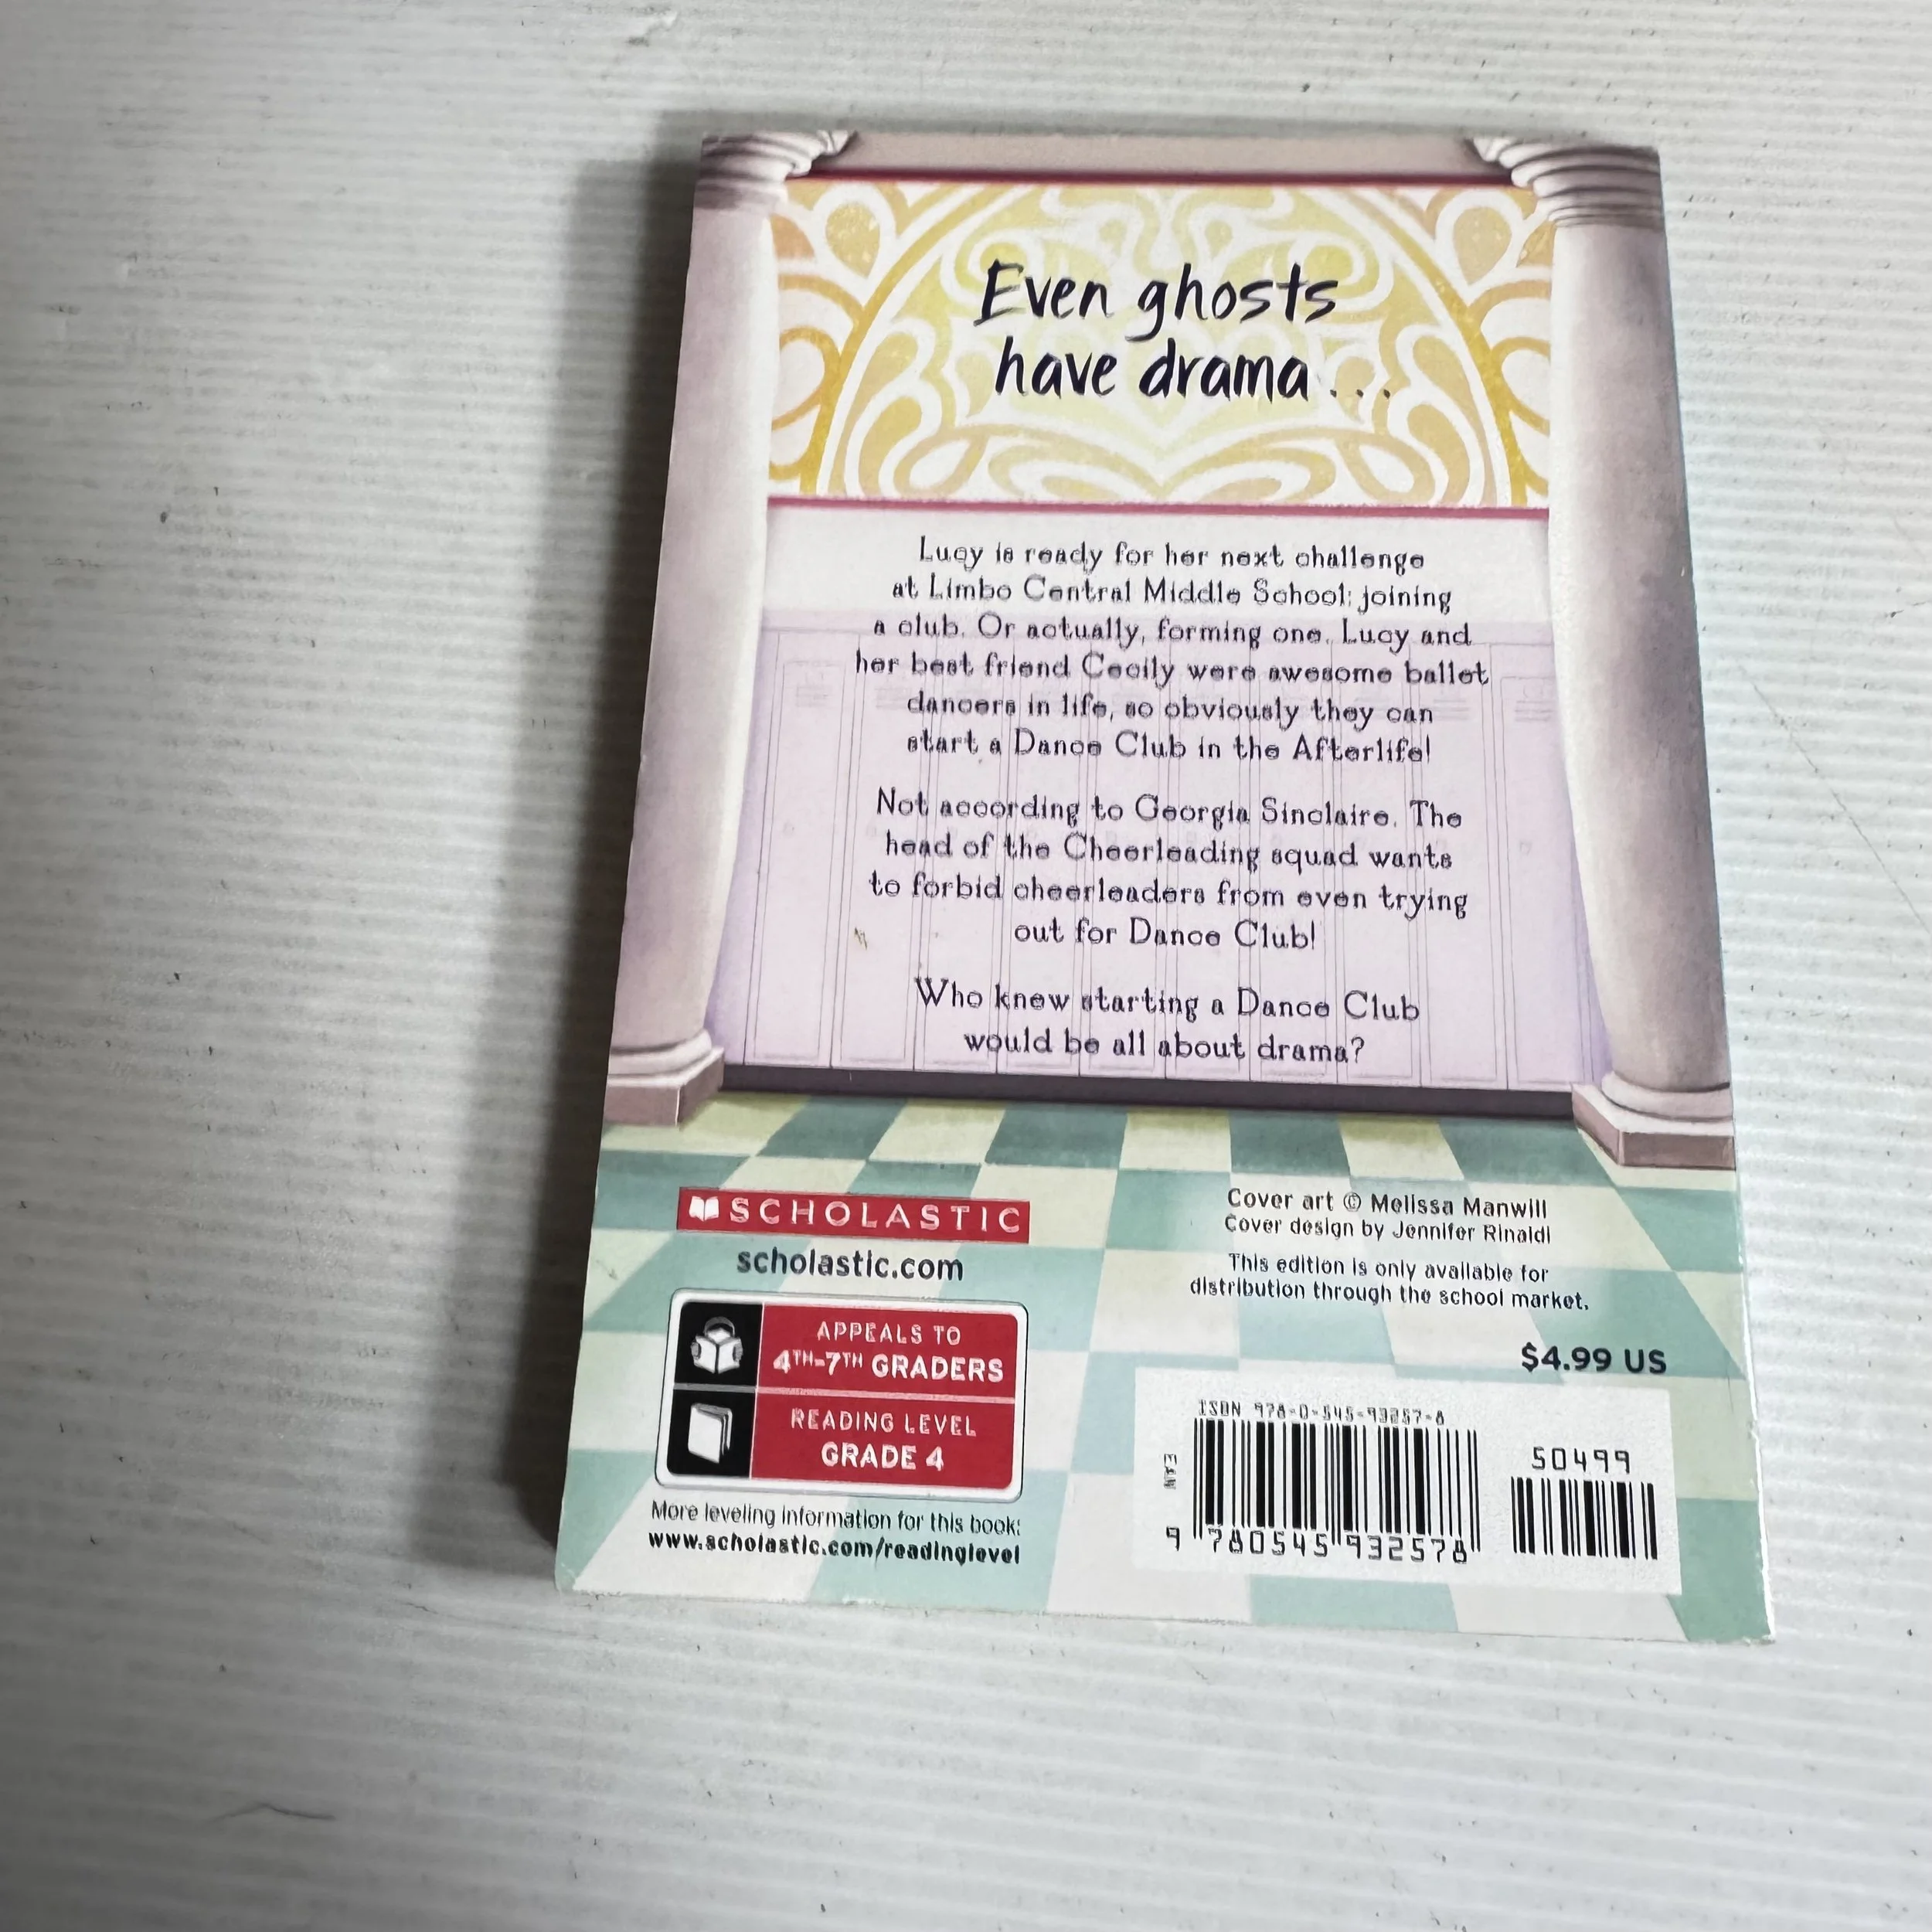 Even ghosts
have drama . . .
Lucy is ready for her next challenge
at Limbo Central Middle School: joining
a club. Or actually, forming one. Lucy and
her best friend Cecily were awesome ballet
dancers in life, so obviously they can
start a Dance Club in the Afterlife!
Not according to Georgia Sinclaire. The
head of the Cheerleading squad wants
to forbid cheerleaders from even trying
out for Dance Club!
Who knew starting a Dance Club
would be all about drama?
SCHOLASTIC
scholastic.com
APPEALS TO
4TH-7TH GRADERS
READING LEVEL
GRADE 4
More leveling information for this book:
www.scholastic.com/readinglevel
Cover art © Melissa Manwill
Cover design by Jennifer Rinaldi
This edition is only available for
distribution through the school market.
$4.99 US
ISBN 978-0-545-93257-8
EAN
50499
9 780545 932578